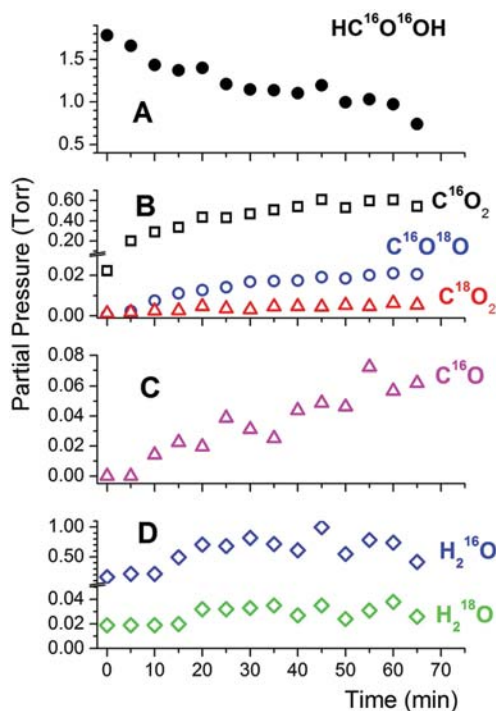 HC¹⁶O¹⁶OH
1.5
1.0
0.5
A
B
0.60
0.40
0.20
0.02
0.00
C¹⁶O₂
C¹⁶O¹⁸O
C¹⁸O₂
Partial Pressure (Torr)
0.08
0.06
0.04
0.02
0.00
C
C¹⁶O
D
1.00
0.50
0.04
0.02
0.00
H₂¹⁶O
H₂¹⁸O
0 10 20 30 40 50 60 70
Time (min)